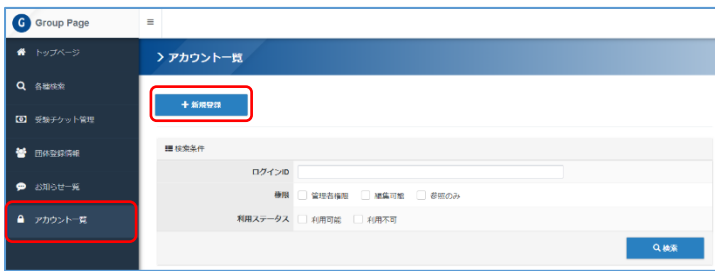 G Group Page
トップページ
各種検索
受験チケット管理
団体登録情報
お知らせ一覧
アカウント一覧
アカウント一覧
+ 新規登録
検索条件
ログインID
権限 管理者権限 編集可能 参照のみ
利用ステータス 利用可能 利用不可
検索